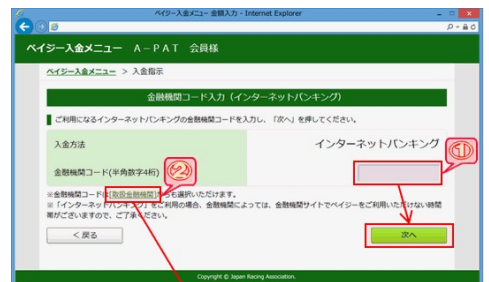 ペイジー入金メニュー 金額入力 - Internet Explorer
ペイジー入金メニュー A-PAT 会員様
ペイジー入金メニュー > 入金指示
金融機関コード入力(インターネットバンキング)
ご利用になるインターネットバンキングの金融機関コードを入力し、「次へ」を押してください。
入金方法 インターネットバンキング
①
金融機関コード(半角数字4桁) ②
※金融機関コードは[取扱金融機関]からも選択いただけます。
※「インターネットバンキング」をご利用の場合、金融機関によっては、金融機関サイトでペイジーをご利用いただけない時間
帯がございますので、ご了承ください。
< 戻る 次へ
Copyright © Japan Racing Association.